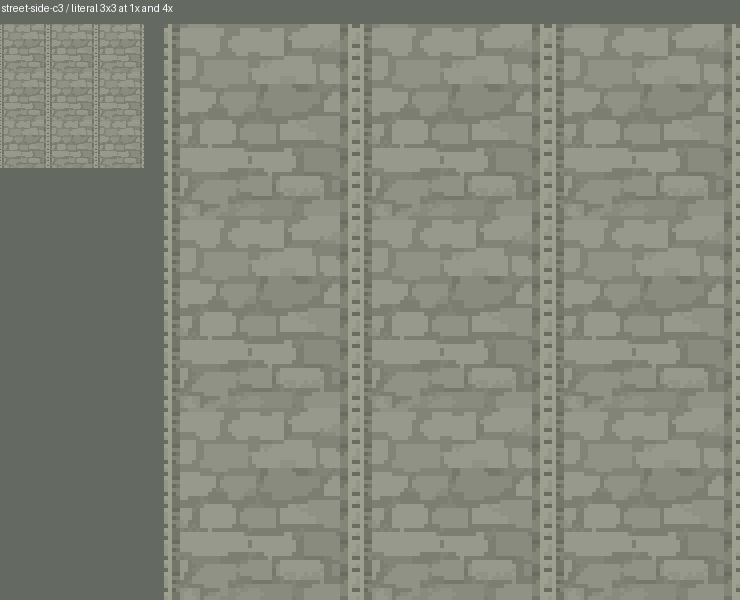 street-side-c3 / literal 3x3 at 1x and 4x